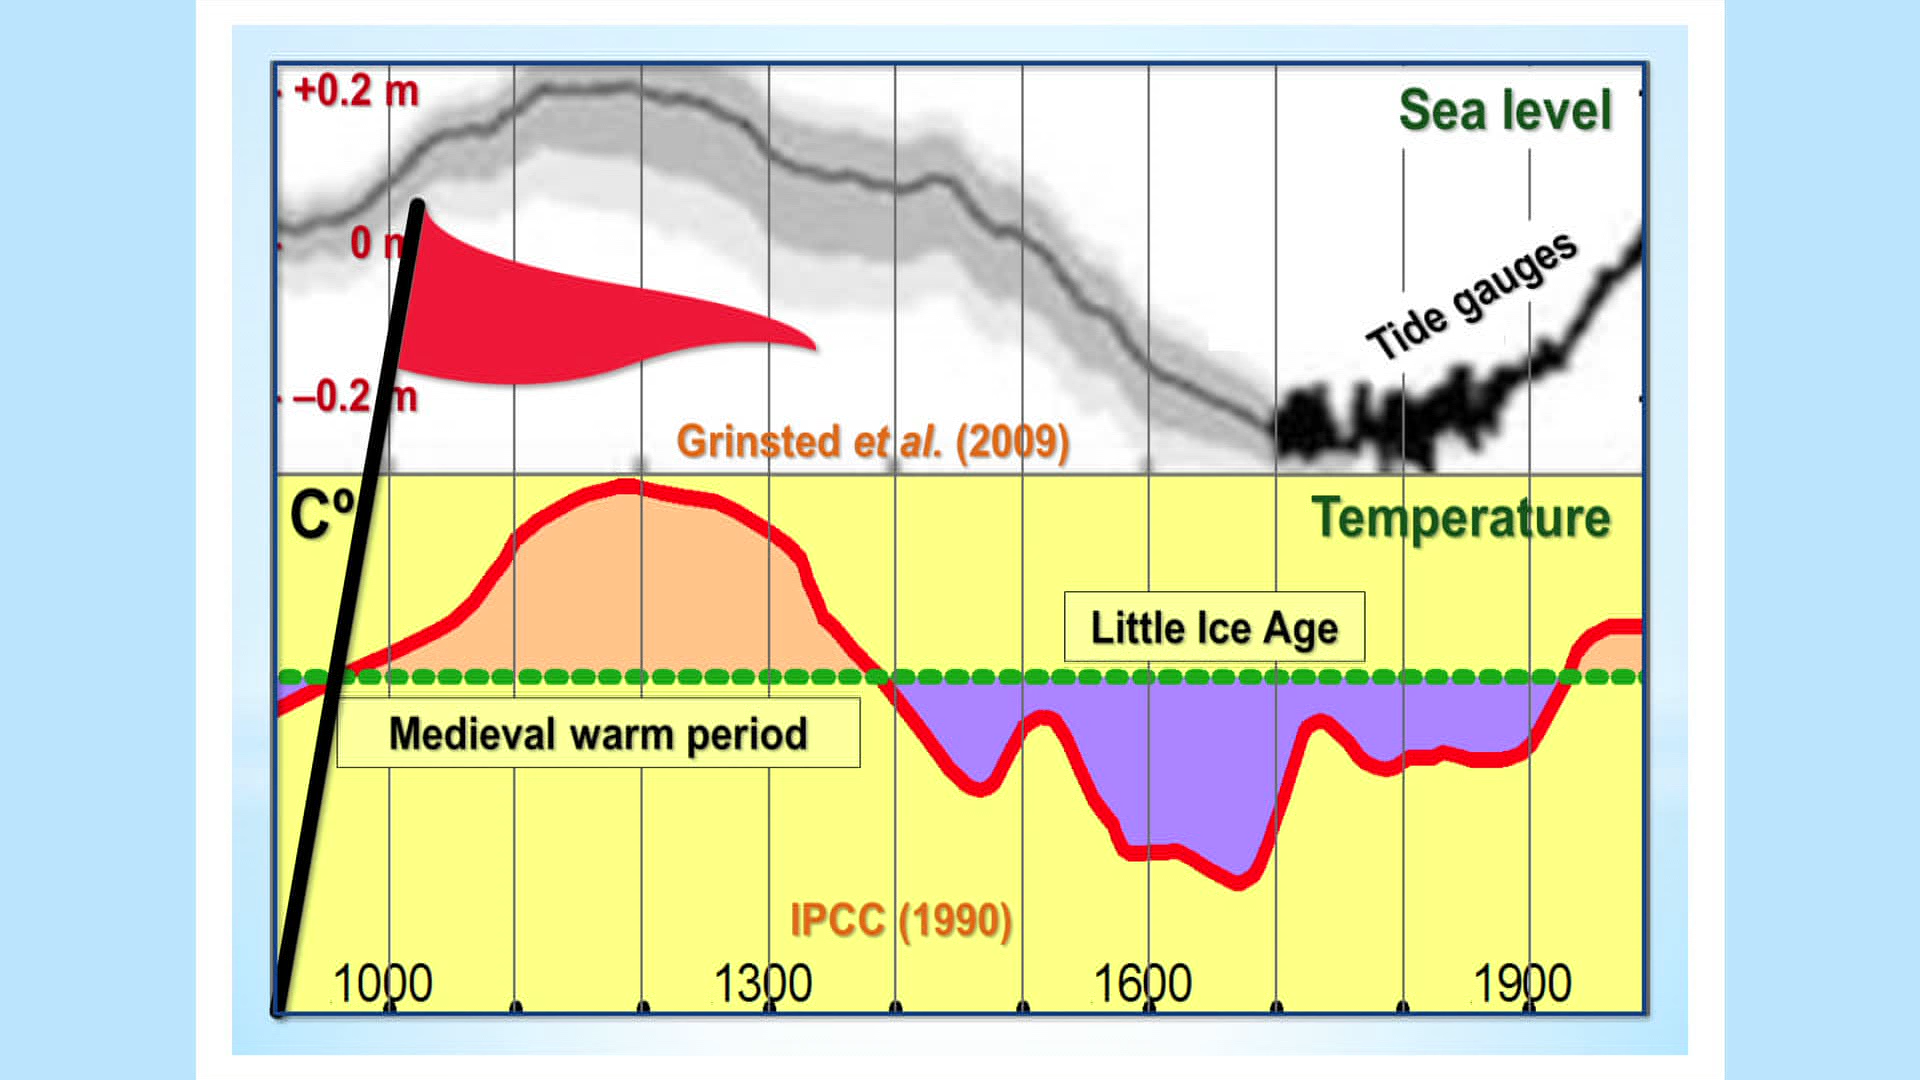 +0.2 m
Sea level
0 m
Tide gauges
–0.2 m
Grinsted et al. (2009)
Cº
Temperature
Little Ice Age
Medieval warm period
IPCC (1990)
1000 1300 1600 1900